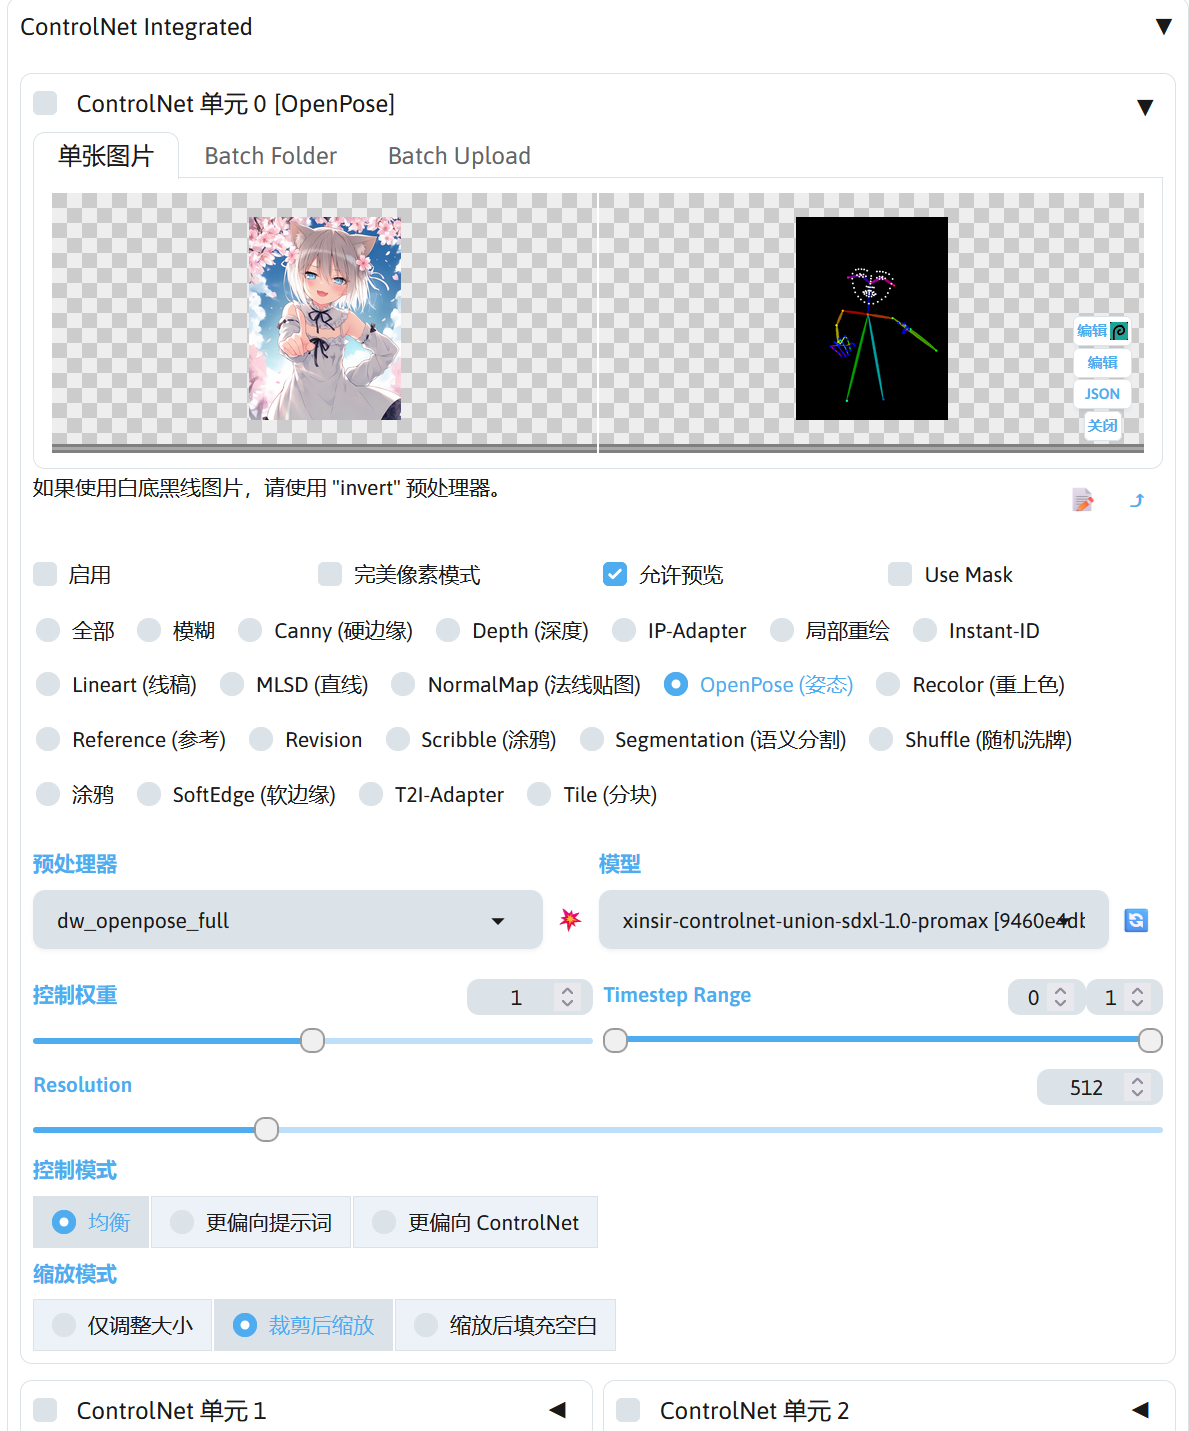 ControlNet Integrated
ControlNet 单元 0 [OpenPose]
单张图片 Batch Folder Batch Upload
编辑
编辑
JSON
关闭
如果使用白底黑线图片，请使用 "invert" 预处理器。
启用 完美像素模式 允许预览 Use Mask
全部 模糊 Canny (硬边缘) Depth (深度) IP-Adapter 局部重绘 Instant-ID
Lineart (线稿) MLSD (直线) NormalMap (法线贴图) OpenPose (姿态) Recolor (重上色)
Reference (参考) Revision Scribble (涂鸦) Segmentation (语义分割) Shuffle (随机洗牌)
涂鸦 SoftEdge (软边缘) T2I-Adapter Tile (分块)
预处理器 模型
dw_openpose_full xinsir-controlnet-union-sdxl-1.0-promax
控制权重 1 Timestep Range 0 1
Resolution 512
控制模式
均衡 更偏向提示词 更偏向 ControlNet
缩放模式
仅调整大小 裁剪后缩放 缩放后填充空白
ControlNet 单元 1 ControlNet 单元 2